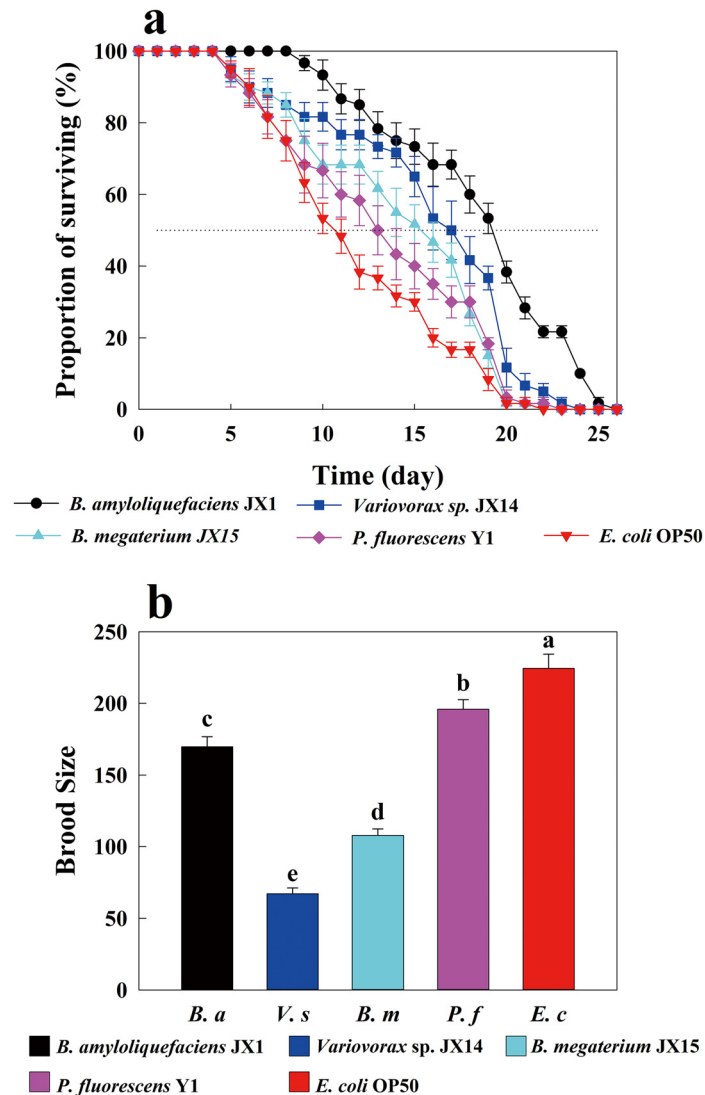 a
Proportion of surviving (%)
100
80
60
40
20
0
0 5 10 15 20 25
Time (day)
B. amyloliquefaciens JX1 Variovorax sp. JX14
B. megaterium JX15 P. fluorescens Y1 E. coli OP50
b
Brood Size
250
200
150
100
50
0
c
e
d
b
a
B. a V. s B. m P. f E. c
B. amyloliquefaciens JX1 Variovorax sp. JX14 B. megaterium JX15
P. fluorescens Y1 E. coli OP50